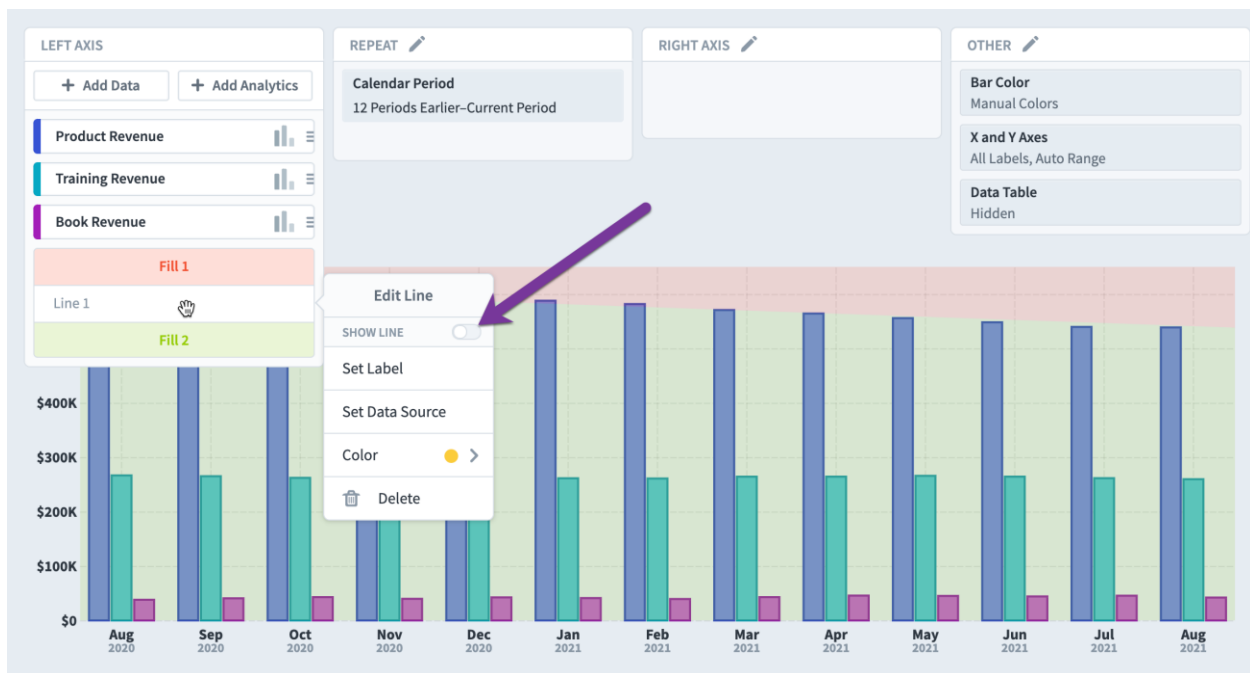 LEFT AXIS
+ Add Data
+ Add Analytics
Product Revenue
Training Revenue
Book Revenue
Fill 1
Line 1
Fill 2
REPEAT
Calendar Period
12 Periods Earlier–Current Period
RIGHT AXIS
OTHER
Bar Color
Manual Colors
X and Y Axes
All Labels, Auto Range
Data Table
Hidden
Edit Line
SHOW LINE
Set Label
Set Data Source
Color
Delete
$400K
$300K
$200K
$100K
$0
Aug Sep Oct Nov Dec Jan Feb Mar Apr May Jun Jul Aug
2020 2020 2020 2020 2020 2021 2021 2021 2021 2021 2021 2021 2021